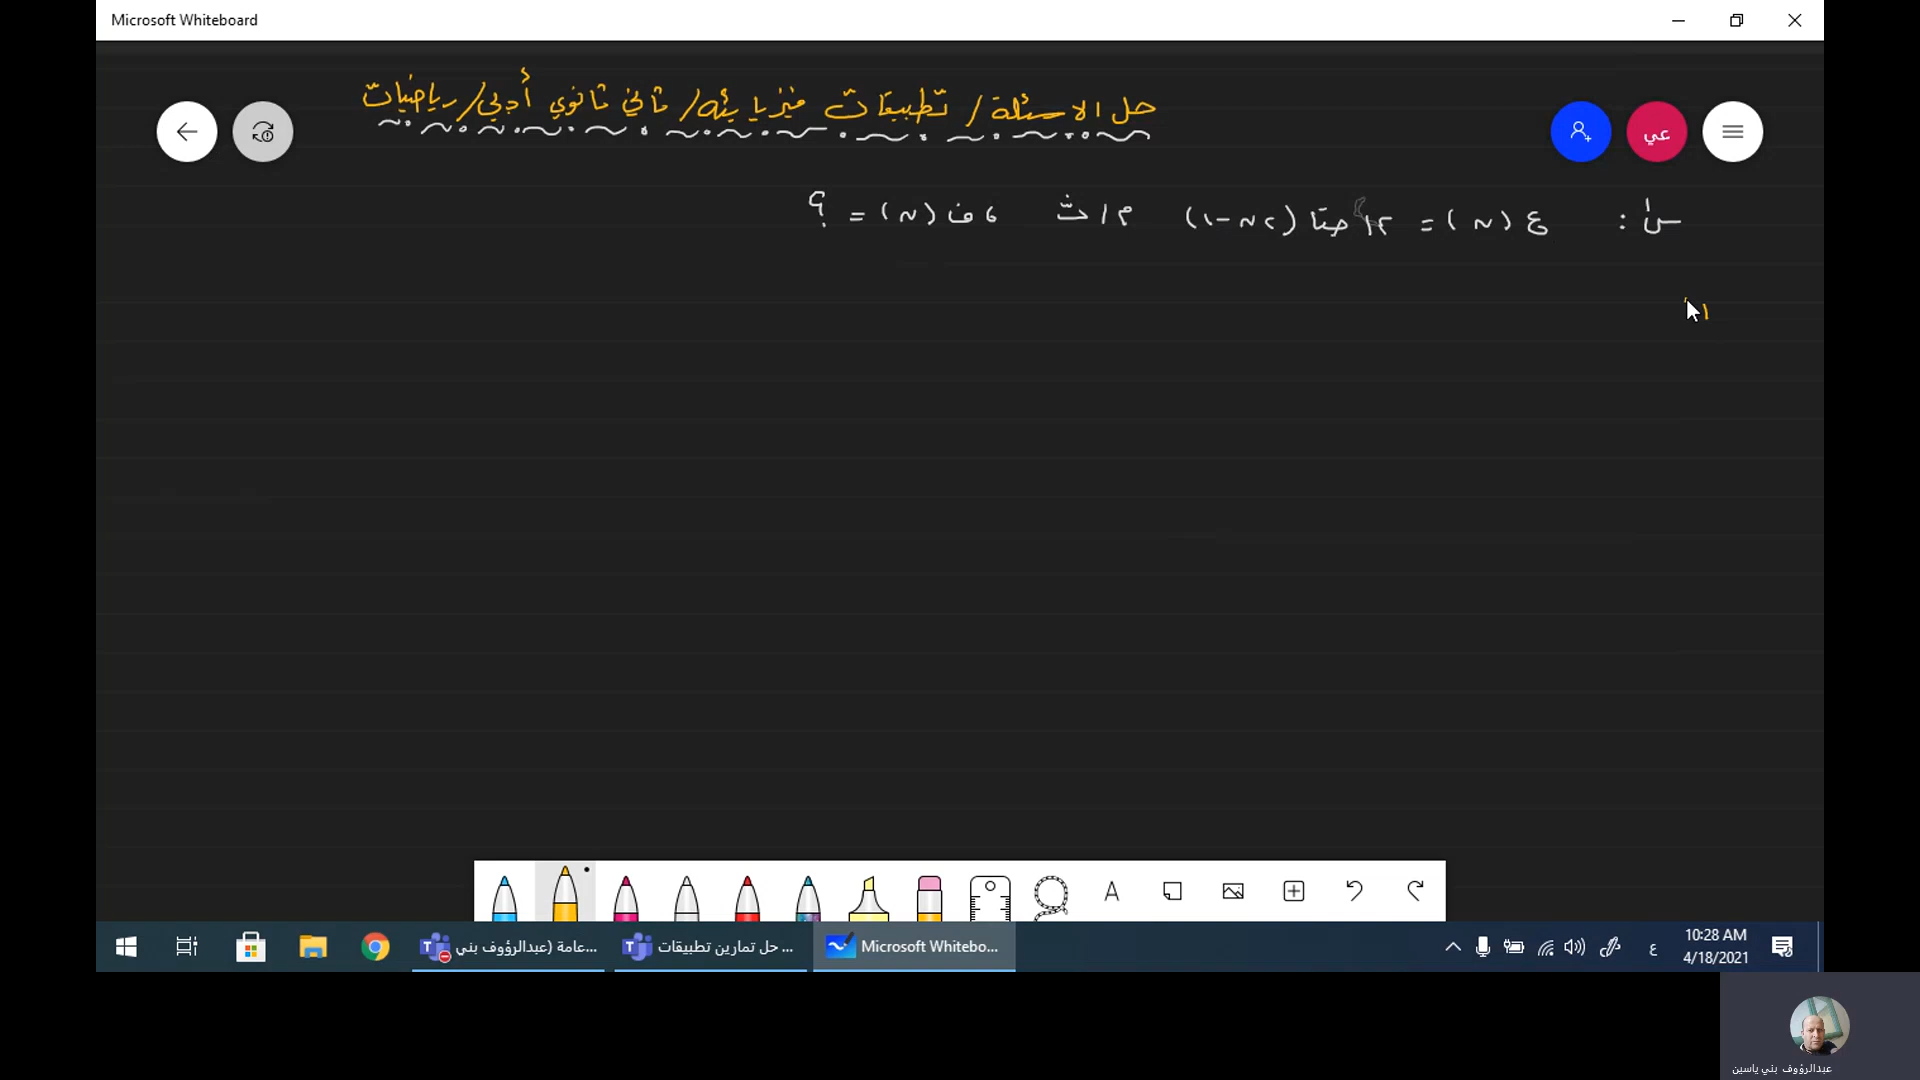 Microsoft Whiteboard
حل الاسئلة / تطبيقات فيزيائية / ثاني ثانوي أدبي / رياضيات
عي
س١ : ع (ن) = ١٢ جتا (٢ن - ١) م/ث ، ف (ن) = ؟
١
A
عامة (عبدالرؤوف بني...
حل تمارين تطبيقات ...
Microsoft Whitebo...
ع
10:28 AM
4/18/2021
عبدالرؤوف بني ياسين